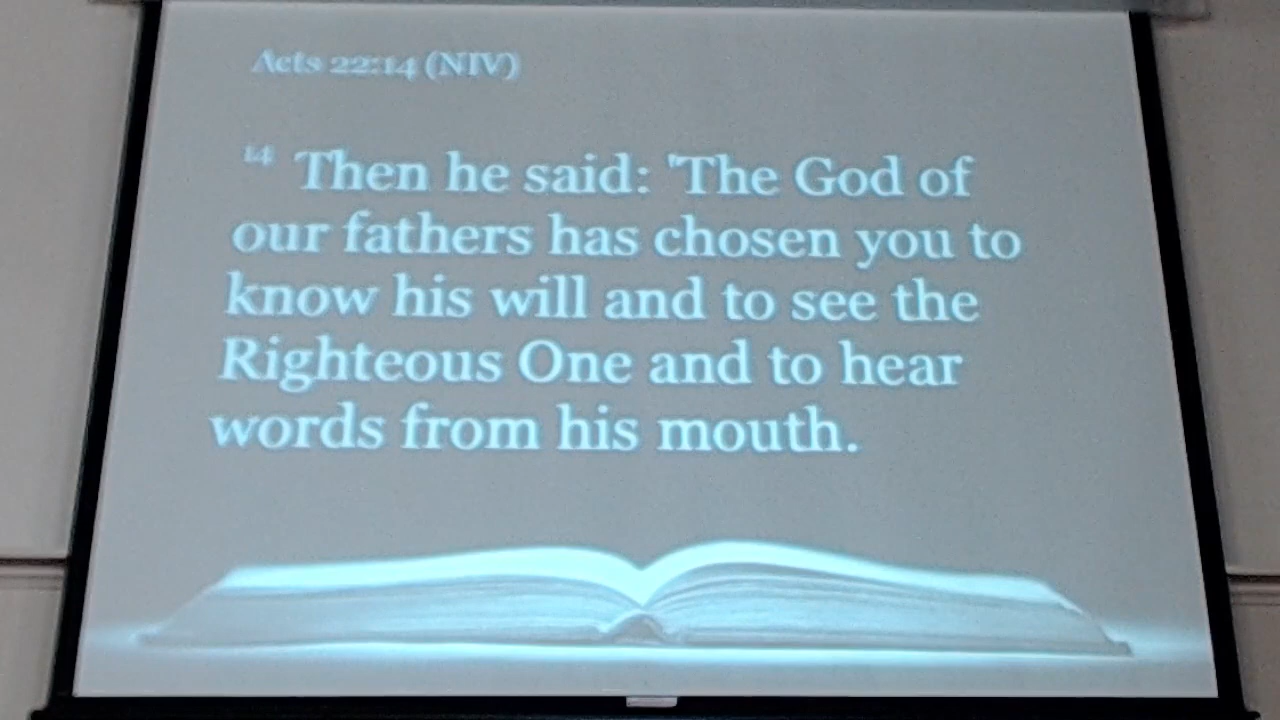 Acts 22:14 (NIV)
14 Then he said: 'The God of
our fathers has chosen you to
know his will and to see the
Righteous One and to hear
words from his mouth.